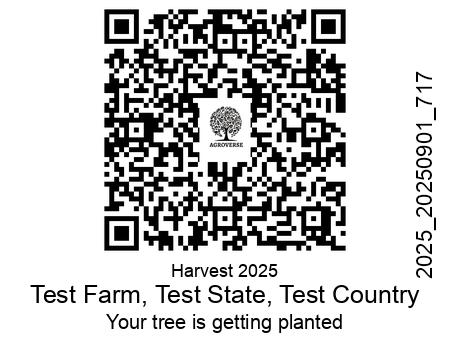 AGROVERSE
2025_20250901_717
Harvest 2025
Test Farm, Test State, Test Country
Your tree is getting planted